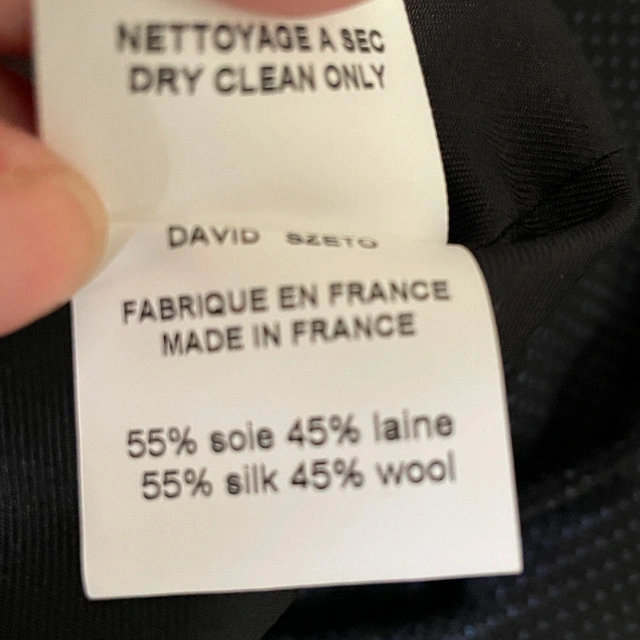 NETTOYAGE A SEC
DRY CLEAN ONLY
DAVID SZETO
FABRIQUE EN FRANCE
MADE IN FRANCE
55% soie 45% laine
55% silk 45% wool